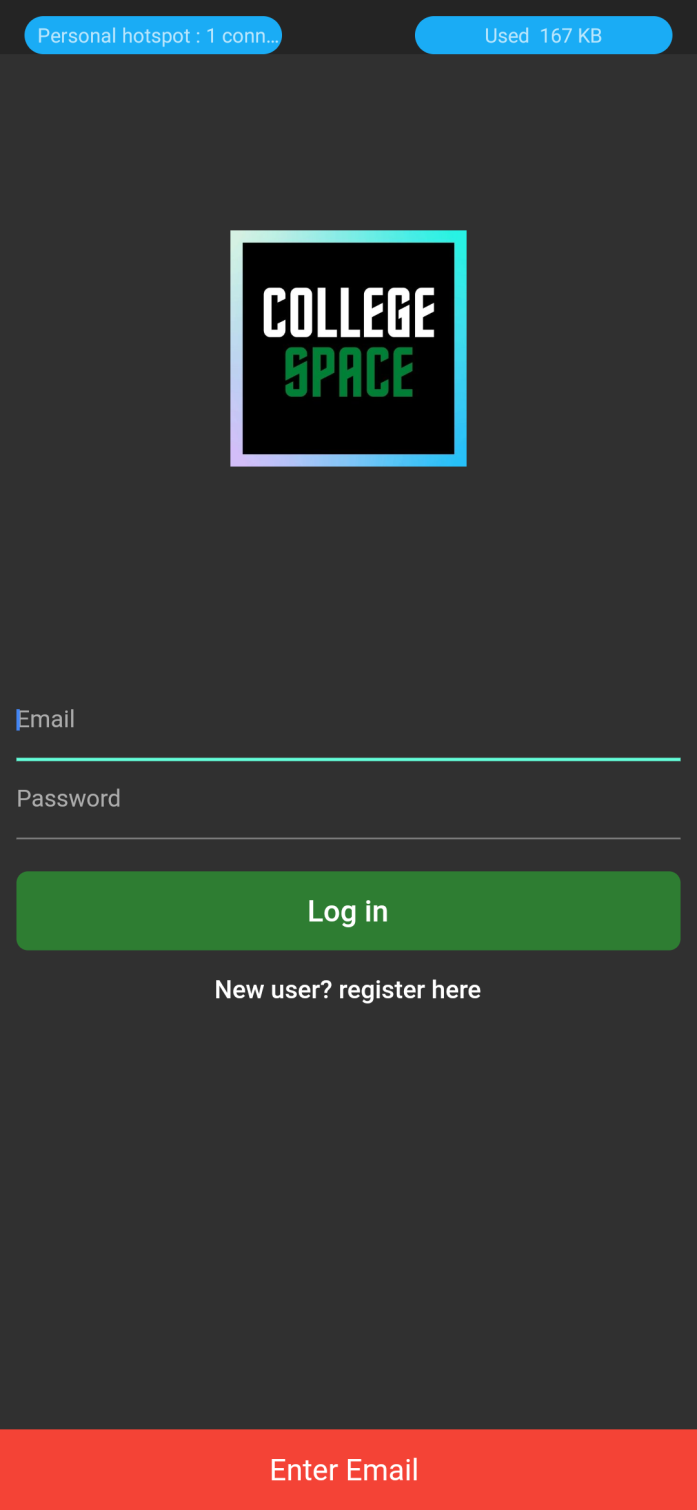 Personal hotspot : 1 conn...
Used 167 KB
COLLEGE
SPACE
Email
Password
Log in
New user? register here
Enter Email